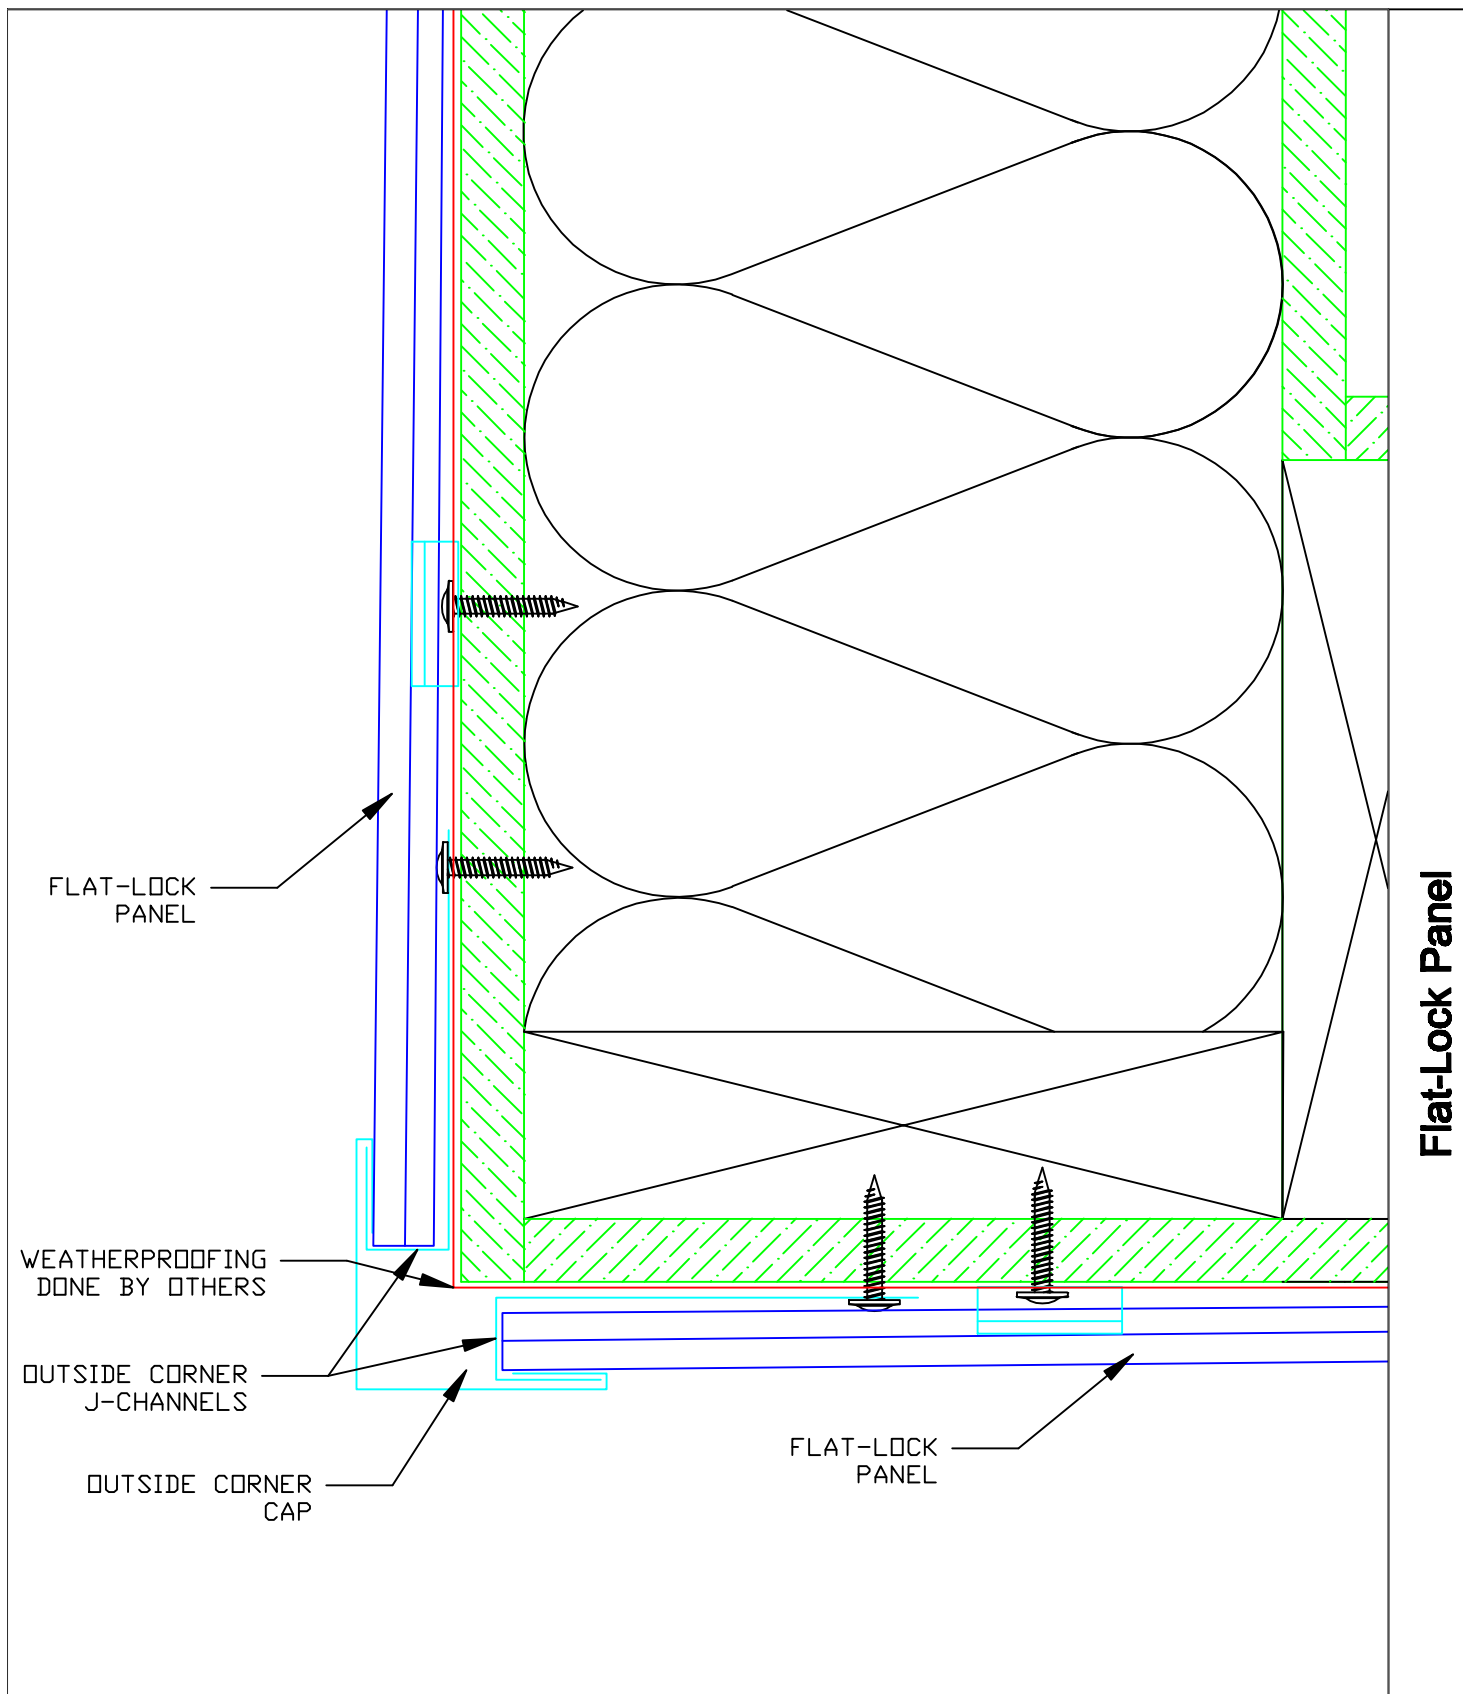 FLAT-LOCK
PANEL
WEATHERPROOFING
DONE BY OTHERS
OUTSIDE CORNER
J-CHANNELS
OUTSIDE CORNER
CAP
FLAT-LOCK
PANEL
Flat-Lock Panel